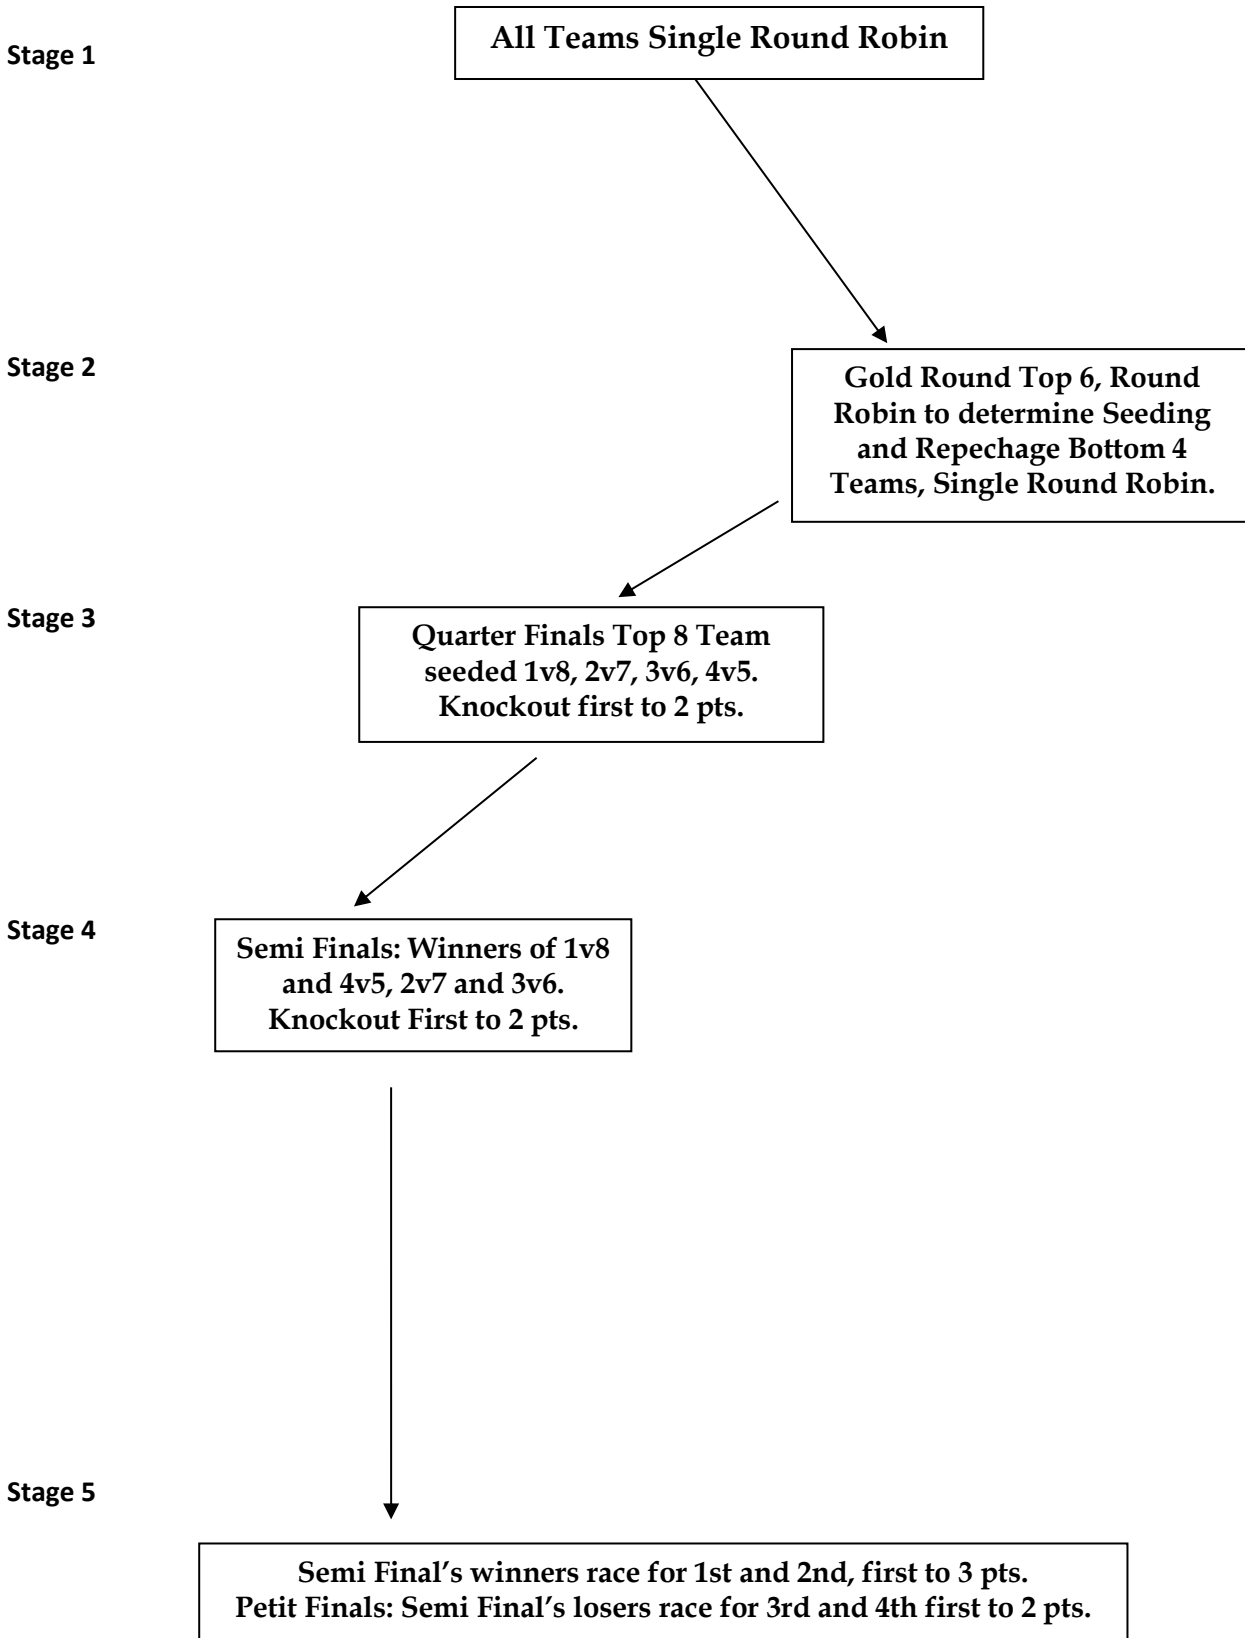 Stage 1
All Teams Single Round Robin
Stage 2
Gold Round Top 6, Round
Robin to determine Seeding
and Repechage Bottom 4
Teams, Single Round Robin.
Stage 3
Quarter Finals Top 8 Team
seeded 1v8, 2v7, 3v6, 4v5.
Knockout first to 2 pts.
Stage 4
Semi Finals: Winners of 1v8
and 4v5, 2v7 and 3v6.
Knockout First to 2 pts.
Stage 5
Semi Final’s winners race for 1st and 2nd, first to 3 pts.
Petit Finals: Semi Final’s losers race for 3rd and 4th first to 2 pts.